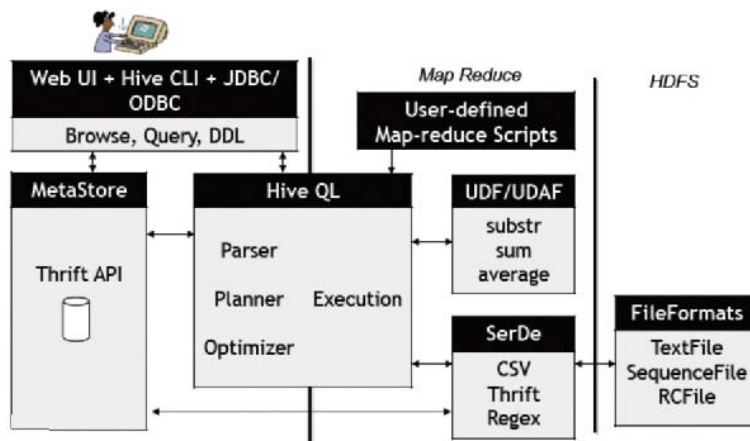 Web UI + Hive CLI + JDBC/
ODBC
Browse, Query, DDL
Map Reduce
HDFS
User-defined
Map-reduce Scripts
MetaStore
Thrift API
Hive QL
Parser
Planner
Execution
Optimizer
UDF/UDAF
substr
sum
average
SerDe
CSV
Thrift
Regex
FileFormats
TextFile
SequenceFile
RCFile